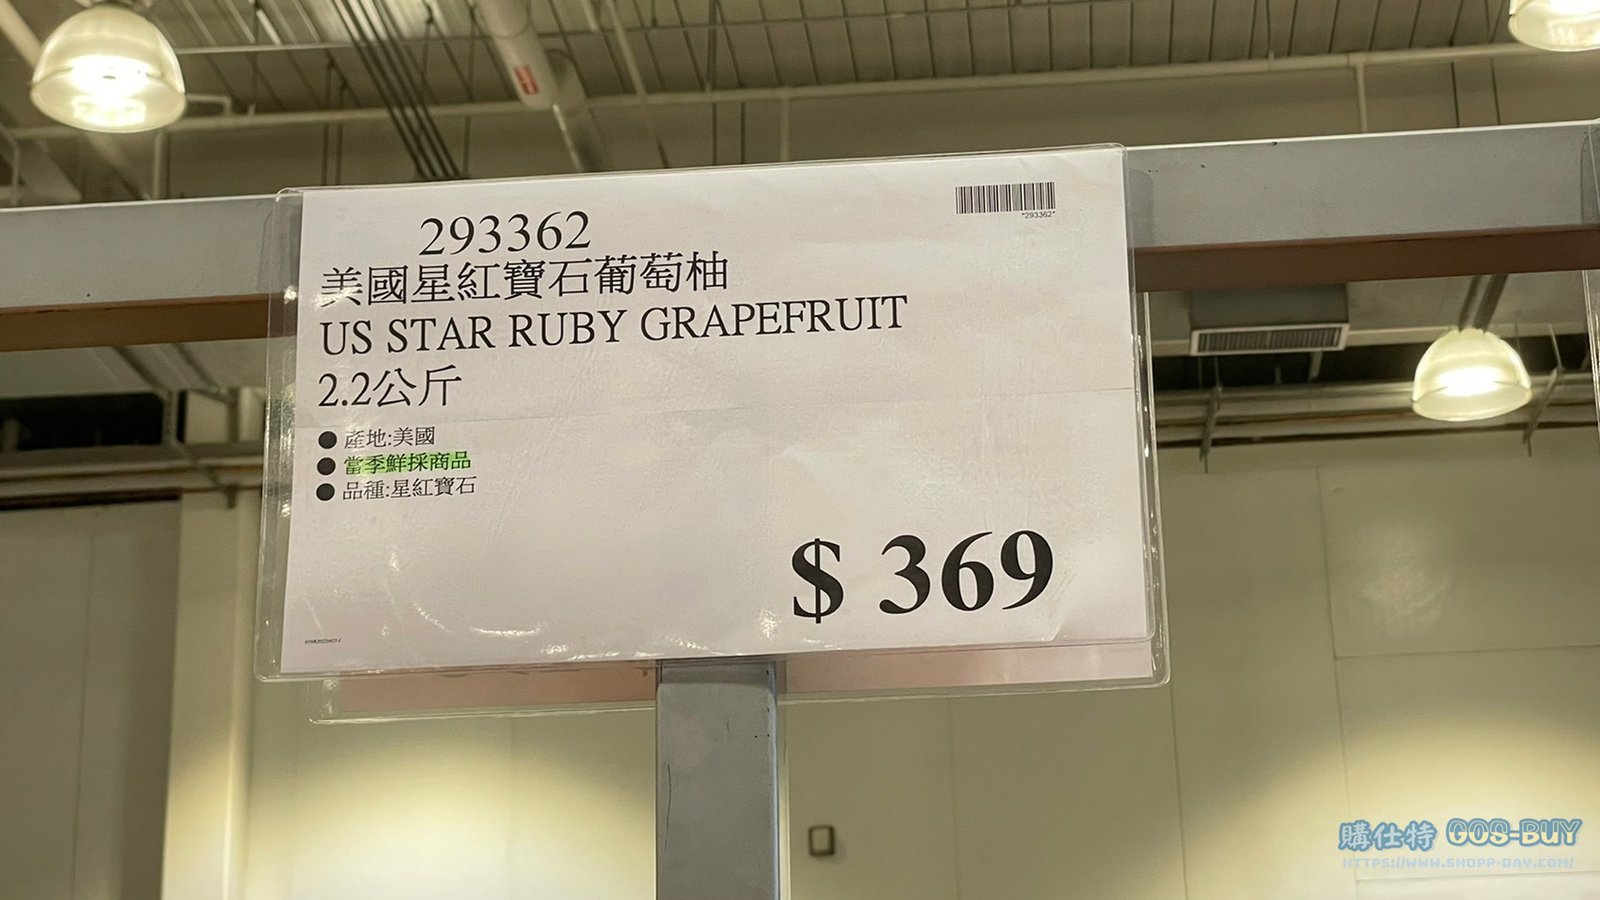 293362
*293362*
美國星紅寶石葡萄柚
US STAR RUBY GRAPEFRUIT
2.2公斤
● 產地:美國
● 當季鮮採商品
● 品種:星紅寶石
$ 369
購仕特 GOS-BUY
HTTPS://WWW.SHOPP-DAY.COM/